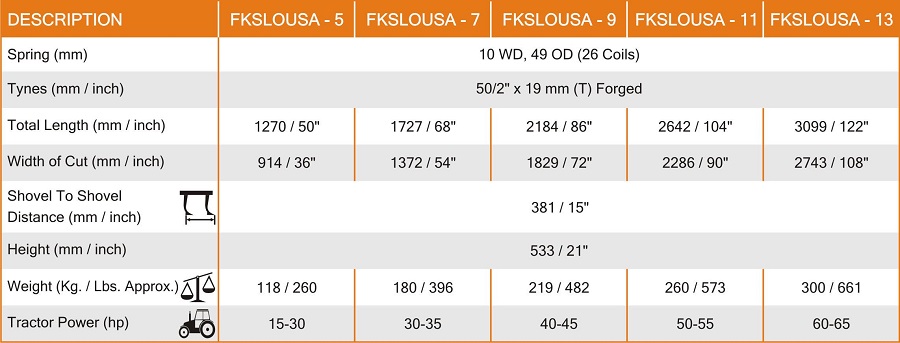 DESCRIPTION FKSLOUSA - 5 FKSLOUSA - 7 FKSLOUSA - 9 FKSLOUSA - 11 FKSLOUSA - 13
Spring (mm) 10 WD, 49 OD (26 Coils)
Tynes (mm / inch) 50/2" x 19 mm (T) Forged
Total Length (mm / inch) 1270 / 50" 1727 / 68" 2184 / 86" 2642 / 104" 3099 / 122"
Width of Cut (mm / inch) 914 / 36" 1372 / 54" 1829 / 72" 2286 / 90" 2743 / 108"
Shovel To Shovel
Distance (mm / inch) 381 / 15"
Height (mm / inch) 533 / 21"
Weight (Kg. / Lbs. Approx.) 118 / 260 180 / 396 219 / 482 260 / 573 300 / 661
Tractor Power (hp) 15-30 30-35 40-45 50-55 60-65